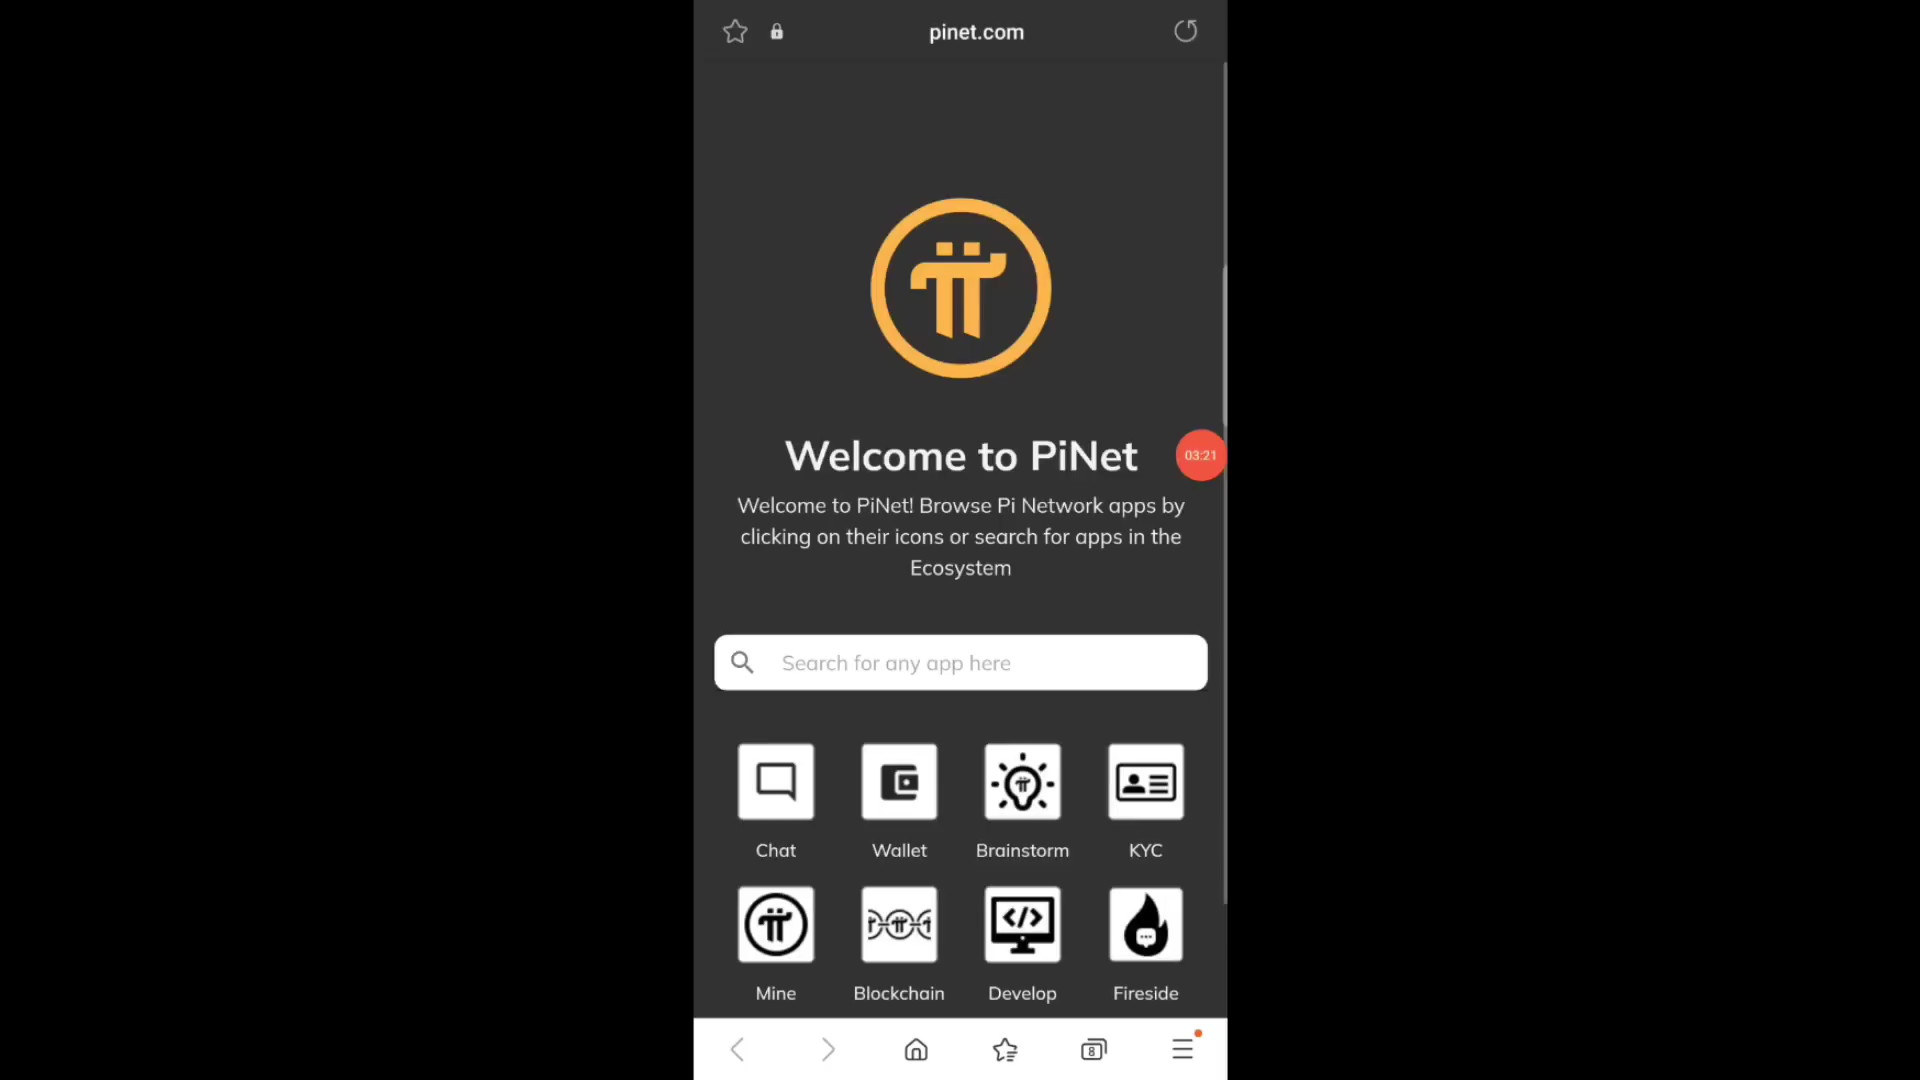 pinet.com
Welcome to PiNet
03:21
Welcome to PiNet! Browse Pi Network apps by
clicking on their icons or search for apps in the
Ecosystem
Search for any app here
Chat Wallet Brainstorm KYC
Mine Blockchain Develop Fireside
8